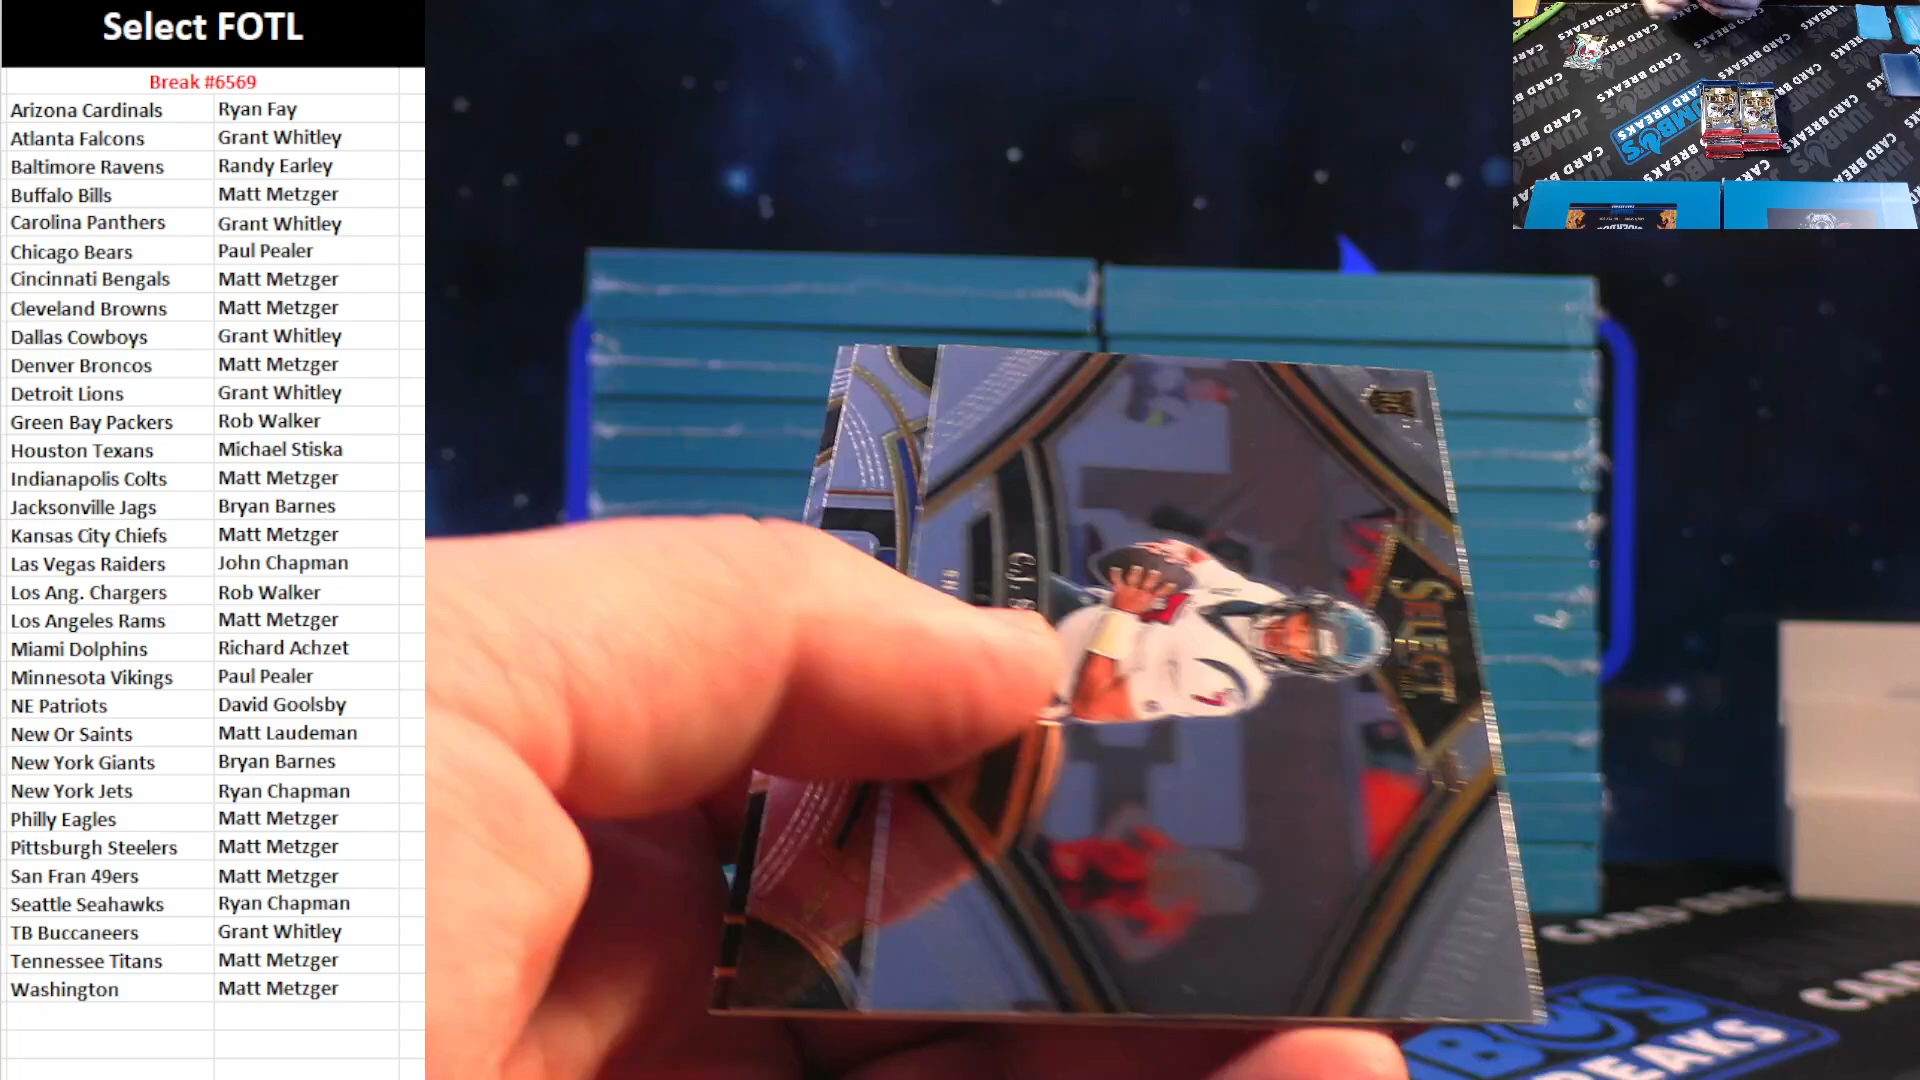 Select FOTL
Break #6569
Arizona Cardinals Ryan Fay
Atlanta Falcons Grant Whitley
Baltimore Ravens Randy Earley
Buffalo Bills Matt Metzger
Carolina Panthers Grant Whitley
Chicago Bears Paul Pealer
Cincinnati Bengals Matt Metzger
Cleveland Browns Matt Metzger
Dallas Cowboys Grant Whitley
Denver Broncos Matt Metzger
Detroit Lions Grant Whitley
Green Bay Packers Rob Walker
Houston Texans Michael Stiska
Indianapolis Colts Matt Metzger
Jacksonville Jags Bryan Barnes
Kansas City Chiefs Matt Metzger
Las Vegas Raiders John Chapman
Los Ang. Chargers Rob Walker
Los Angeles Rams Matt Metzger
Miami Dolphins Richard Achzet
Minnesota Vikings Paul Pealer
NE Patriots David Goolsby
New Or Saints Matt Laudeman
New York Giants Bryan Barnes
New York Jets Ryan Chapman
Philly Eagles Matt Metzger
Pittsburgh Steelers Matt Metzger
San Fran 49ers Matt Metzger
Seattle Seahawks Ryan Chapman
TB Buccaneers Grant Whitley
Tennessee Titans Matt Metzger
Washington Matt Metzger
SELECT
C.J.
CARD
BREAKS
JUMBO'S
CARD BREAKS